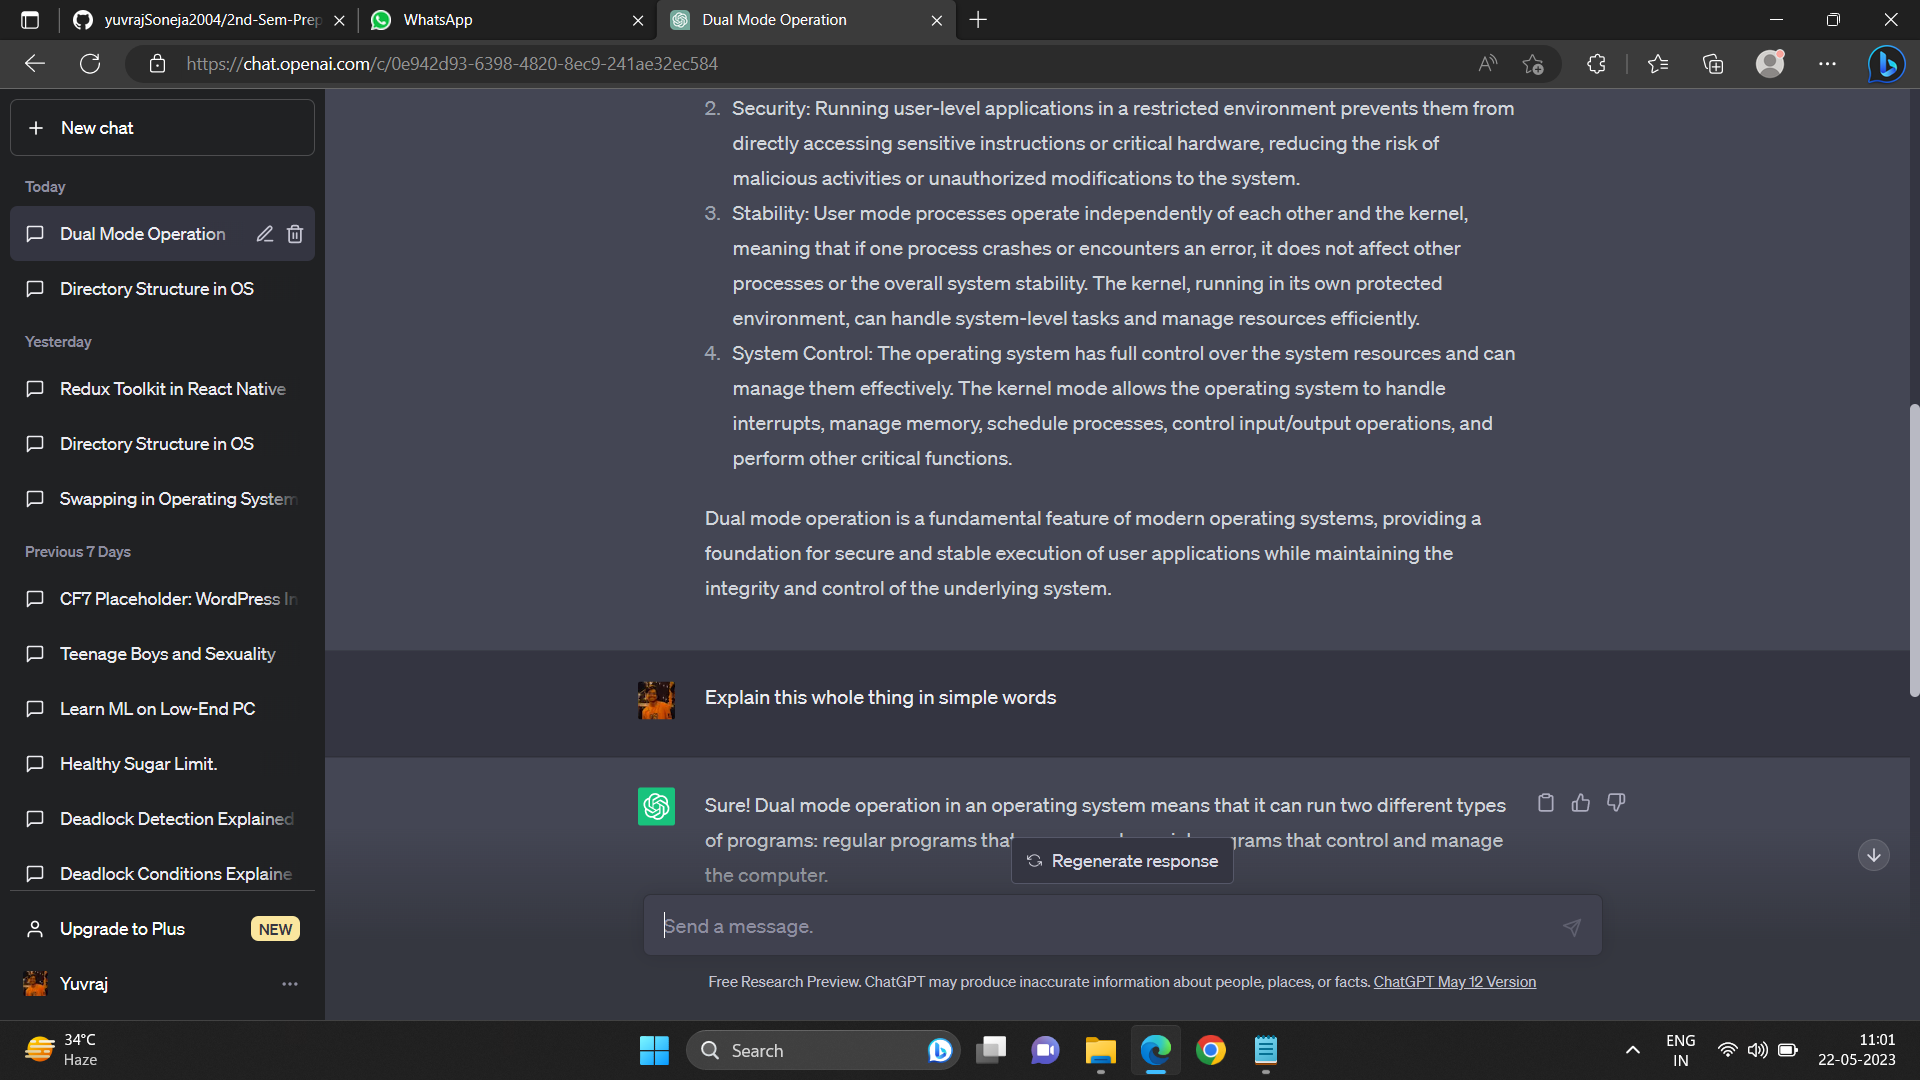 yuvrajSoneja2004/2nd-Sem-Prep
WhatsApp
Dual Mode Operation
https://chat.openai.com/c/0e942d93-6398-4820-8ec9-241ae32ec584
New chat
Today
Dual Mode Operation
Directory Structure in OS
Yesterday
Redux Toolkit in React Native
Directory Structure in OS
Swapping in Operating System
Previous 7 Days
CF7 Placeholder: WordPress In
Teenage Boys and Sexuality
Learn ML on Low-End PC
Healthy Sugar Limit.
Deadlock Detection Explained
Deadlock Conditions Explaine
Upgrade to Plus NEW
Yuvraj
2. Security: Running user-level applications in a restricted environment prevents them from
directly accessing sensitive instructions or critical hardware, reducing the risk of
malicious activities or unauthorized modifications to the system.
3. Stability: User mode processes operate independently of each other and the kernel,
meaning that if one process crashes or encounters an error, it does not affect other
processes or the overall system stability. The kernel, running in its own protected
environment, can handle system-level tasks and manage resources efficiently.
4. System Control: The operating system has full control over the system resources and can
manage them effectively. The kernel mode allows the operating system to handle
interrupts, manage memory, schedule processes, control input/output operations, and
perform other critical functions.
Dual mode operation is a fundamental feature of modern operating systems, providing a
foundation for secure and stable execution of user applications while maintaining the
integrity and control of the underlying system.
Explain this whole thing in simple words
Sure! Dual mode operation in an operating system means that it can run two different types
of programs: regular programs that control and manage
the computer.
Regenerate response
Send a message.
Free Research Preview. ChatGPT may produce inaccurate information about people, places, or facts. ChatGPT May 12 Version
34°C
Haze
Search
ENG
IN
11:01
22-05-2023